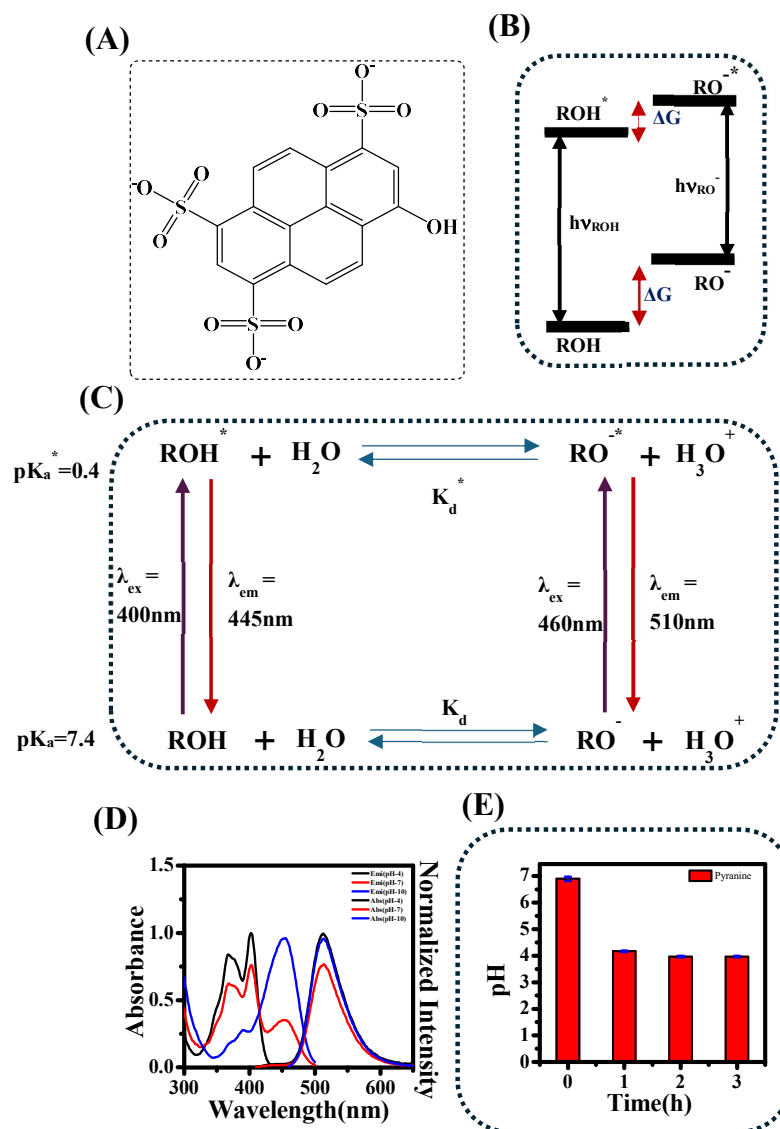 (A)
O-
O=S=O
-O
O
S
O
OH
O=S=O
O-
(B)
RO-*
ROH*
ΔG
hνROH
hνRO-
RO-
ΔG
ROH
(C)
pKa*=0.4
ROH* + H2O
RO-* + H3O+
Kd*
λex =
400nm
λem =
445nm
λex =
460nm
λem =
510nm
Kd
pKa=7.4
ROH + H2O
RO- + H3O+
(D)
1.5
1.0
0.5
0.0
Absorbance
Normalized Intensity
Emi(pH-4)
Emi(pH-7)
Emi(pH-10)
Abs(pH-4)
Abs(pH-7)
Abs(pH-10)
300 400 500 600
Wavelength(nm)
(E)
7
6
5
4
3
2
1
0
pH
Pyranine
0 1 2 3
Time(h)